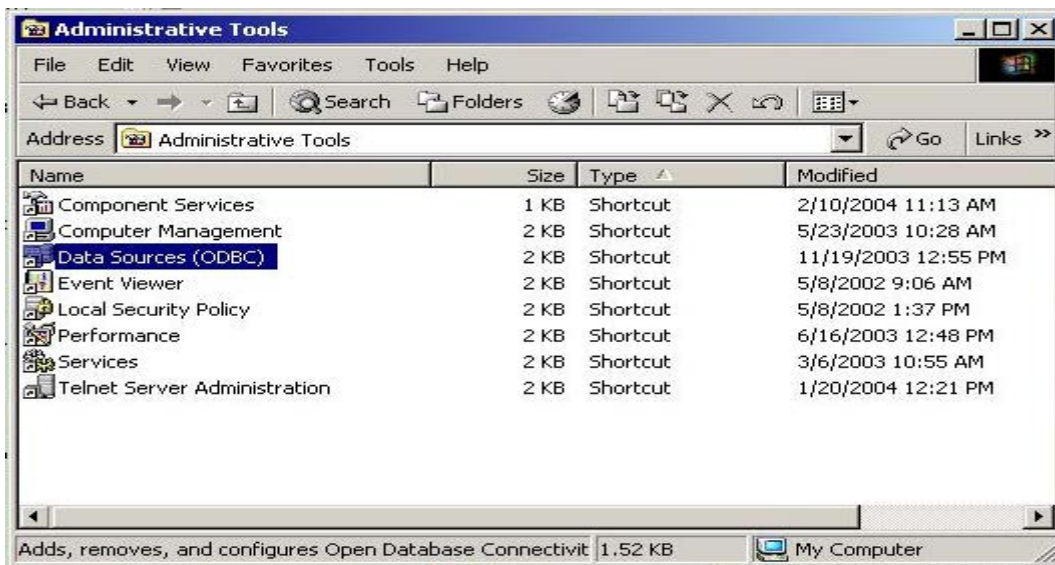 Administrative Tools
File Edit View Favorites Tools Help
Back Search Folders
Address Administrative Tools Go Links »
Name Size Type Modified
Component Services 1 KB Shortcut 2/10/2004 11:13 AM
Computer Management 2 KB Shortcut 5/23/2003 10:28 AM
Data Sources (ODBC) 2 KB Shortcut 11/19/2003 12:55 PM
Event Viewer 2 KB Shortcut 5/8/2002 9:06 AM
Local Security Policy 2 KB Shortcut 5/8/2002 1:37 PM
Performance 2 KB Shortcut 6/16/2003 12:48 PM
Services 2 KB Shortcut 3/6/2003 10:55 AM
Telnet Server Administration 2 KB Shortcut 1/20/2004 12:21 PM
Adds, removes, and configures Open Database Connectivit 1.52 KB My Computer